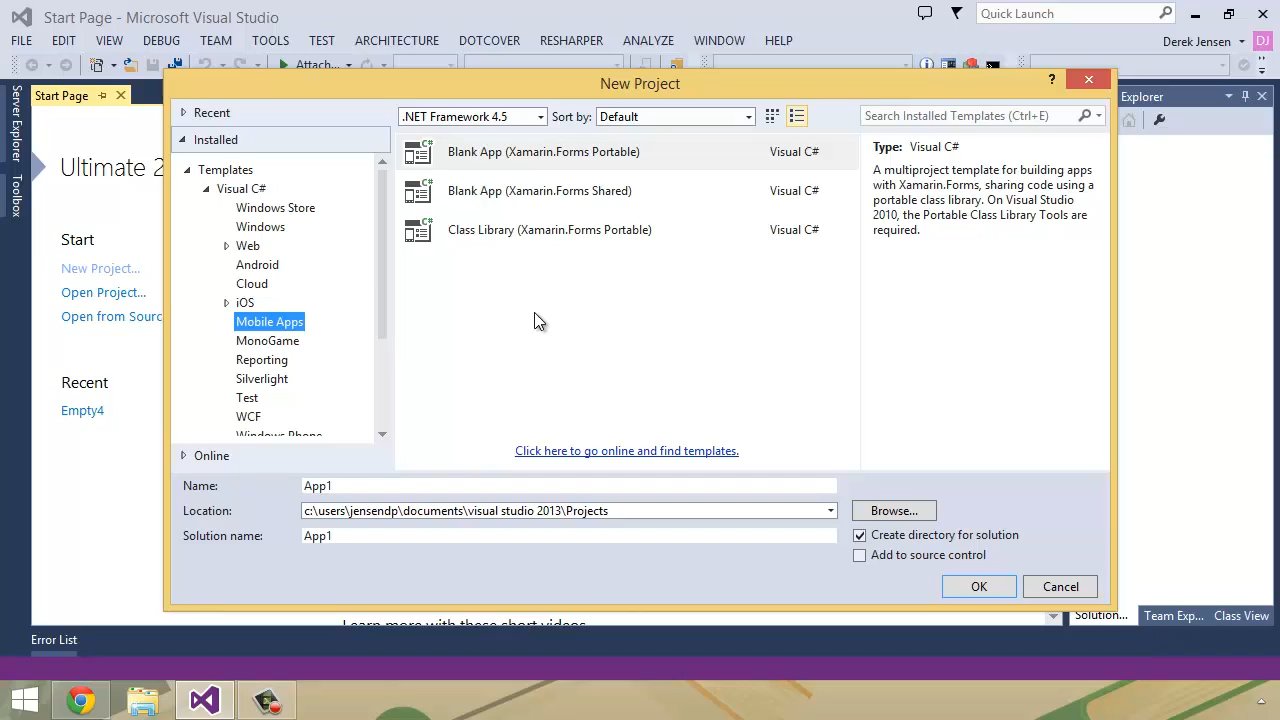 Start Page - Microsoft Visual Studio
Quick Launch
FILE EDIT VIEW DEBUG TEAM TOOLS TEST ARCHITECTURE DOTCOVER RESHARPER ANALYZE WINDOW HELP
Derek Jensen DJ
Attach...
Start Page
Explorer
Server Explorer
Toolbox
New Project
?
Recent
.NET Framework 4.5
Sort by: Default
Search Installed Templates (Ctrl+E)
Installed
Templates
Visual C#
Windows Store
Windows
Web
Android
Cloud
iOS
Mobile Apps
MonoGame
Reporting
Silverlight
Test
WCF
Windows Phone
Online
Blank App (Xamarin.Forms Portable) Visual C#
Blank App (Xamarin.Forms Shared) Visual C#
Class Library (Xamarin.Forms Portable) Visual C#
Click here to go online and find templates.
Type: Visual C#
A multiproject template for building apps
with Xamarin.Forms, sharing code using a
portable class library. On Visual Studio
2010, the Portable Class Library Tools are
required.
Name: App1
Location: c:\users\jensendp\documents\visual studio 2013\Projects
Browse...
Solution name: App1
Create directory for solution
Add to source control
OK
Cancel
Ultimate 2
Start
New Project...
Open Project...
Open from Sourc
Recent
Empty4
Learn more with these short videos
Solution...
Team Exp...
Class View
Error List